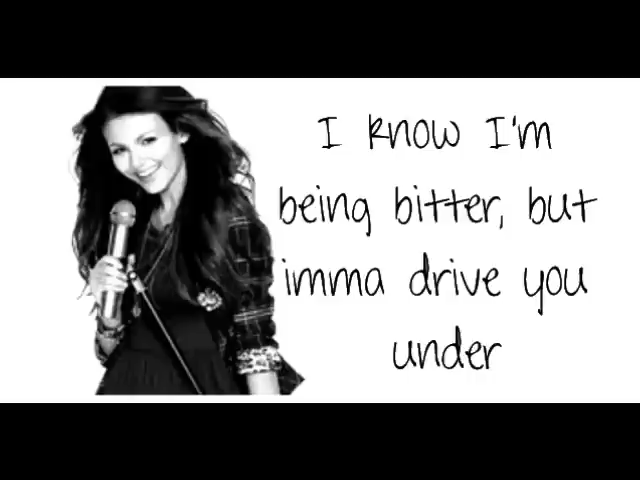 I know I'm
being bitter, but
imma drive you
under